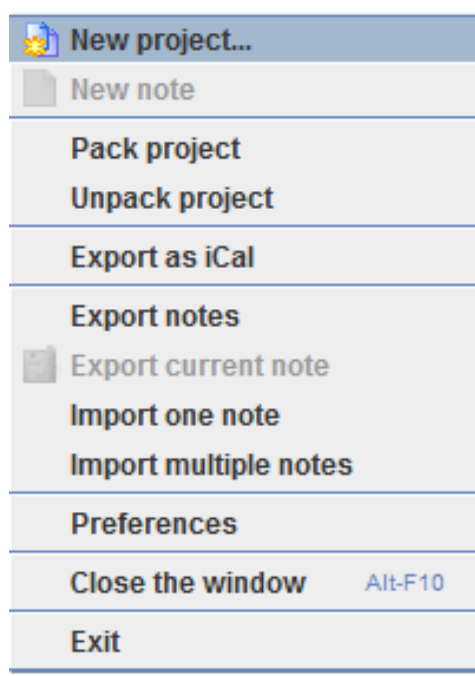 New project...
New note
Pack project
Unpack project
Export as iCal
Export notes
Export current note
Import one note
Import multiple notes
Preferences
Close the window Alt-F10
Exit